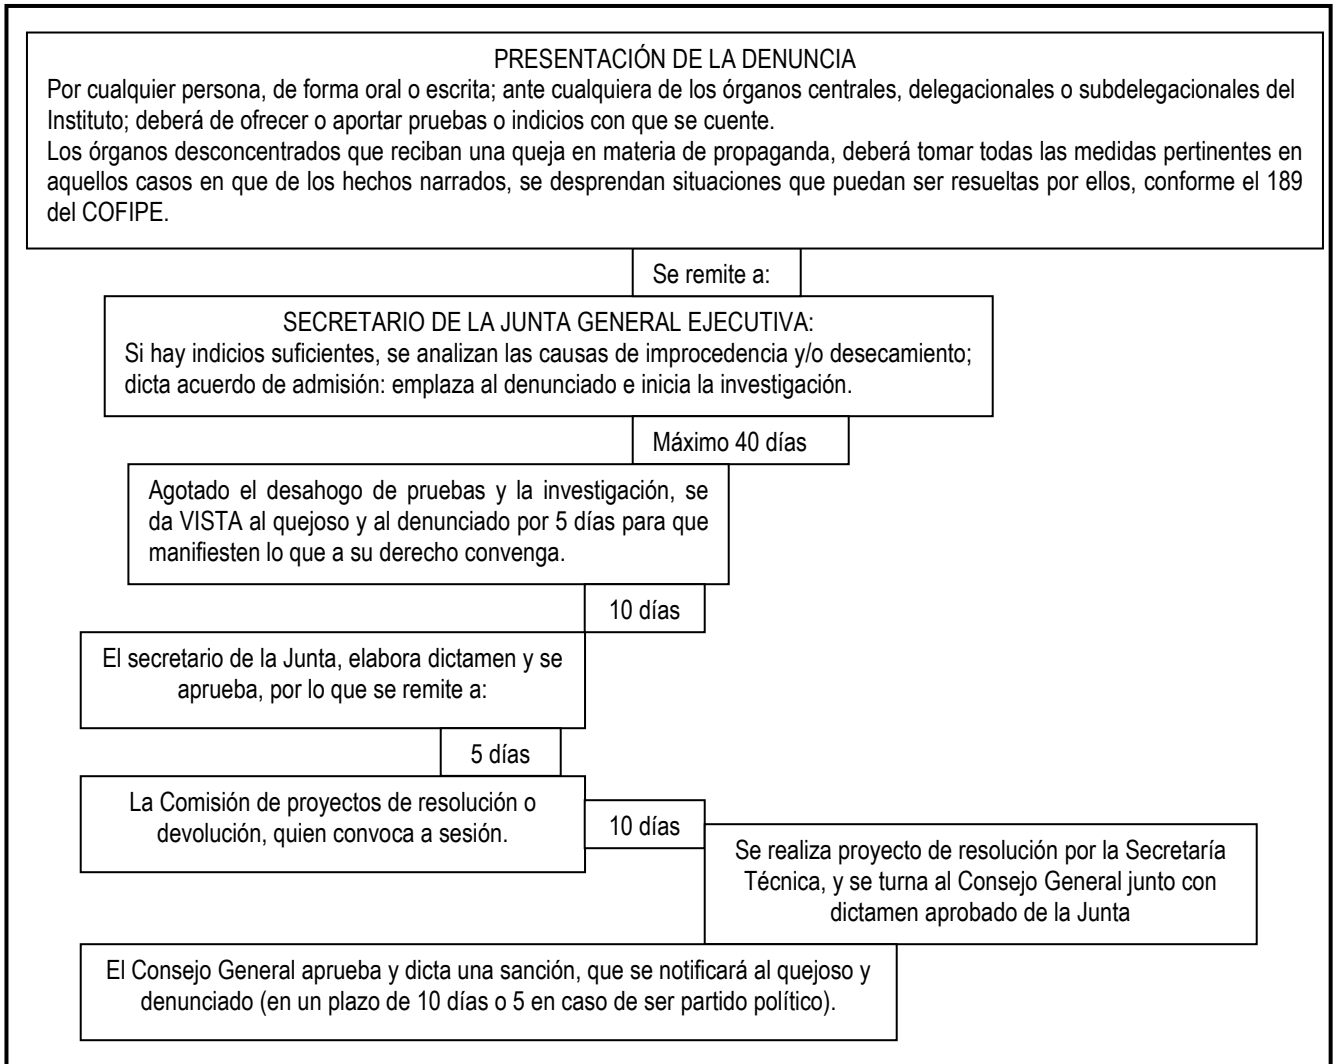 PRESENTACIÓN DE LA DENUNCIA
Por cualquier persona, de forma oral o escrita; ante cualquiera de los órganos centrales, delegacionales o subdelegacionales del
Instituto; deberá de ofrecer o aportar pruebas o indicios con que se cuente.
Los órganos desconcentrados que reciban una queja en materia de propaganda, deberá tomar todas las medidas pertinentes en
aquellos casos en que de los hechos narrados, se desprendan situaciones que puedan ser resueltas por ellos, conforme el 189
del COFIPE.
Se remite a:
SECRETARIO DE LA JUNTA GENERAL EJECUTIVA:
Si hay indicios suficientes, se analizan las causas de improcedencia y/o desecamiento;
dicta acuerdo de admisión: emplaza al denunciado e inicia la investigación.
Máximo 40 días
Agotado el desahogo de pruebas y la investigación, se
da VISTA al quejoso y al denunciado por 5 días para que
manifiesten lo que a su derecho convenga.
10 días
El secretario de la Junta, elabora dictamen y se
aprueba, por lo que se remite a:
5 días
La Comisión de proyectos de resolución o
devolución, quien convoca a sesión.
10 días
Se realiza proyecto de resolución por la Secretaría
Técnica, y se turna al Consejo General junto con
dictamen aprobado de la Junta
El Consejo General aprueba y dicta una sanción, que se notificará al quejoso y
denunciado (en un plazo de 10 días o 5 en caso de ser partido político).